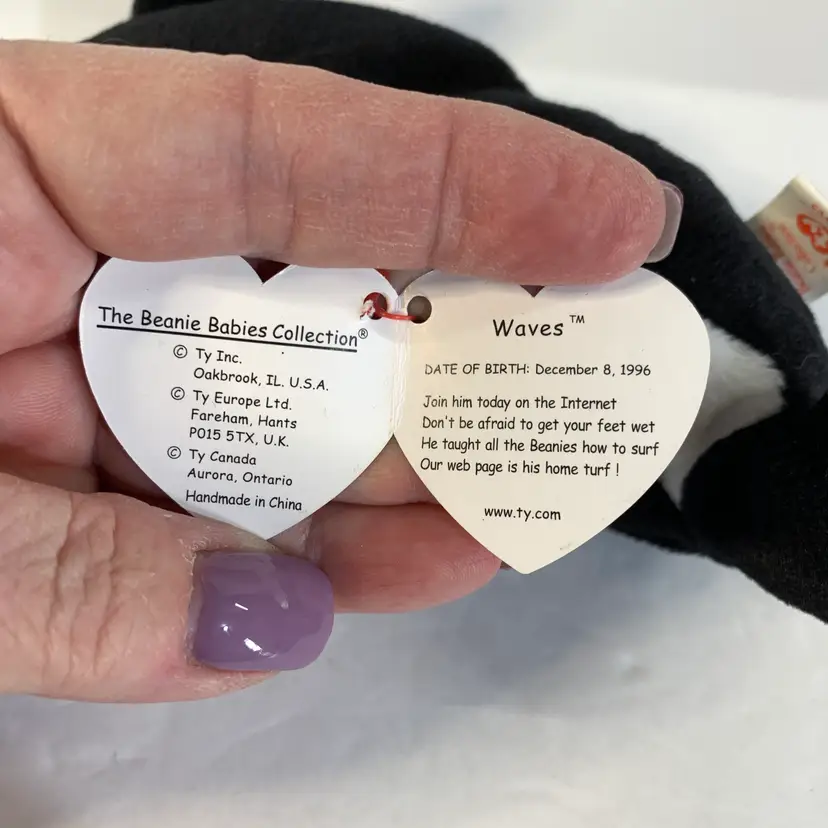 The Beanie Babies Collection®
© Ty Inc.
Oakbrook, IL. U.S.A.
© Ty Europe Ltd.
Fareham, Hants
P015 5TX, U.K.
© Ty Canada
Aurora, Ontario
Handmade in China
Waves™
DATE OF BIRTH: December 8, 1996
Join him today on the Internet
Don't be afraid to get your feet wet
He taught all the Beanies how to surf
Our web page is his home turf !
www.ty.com